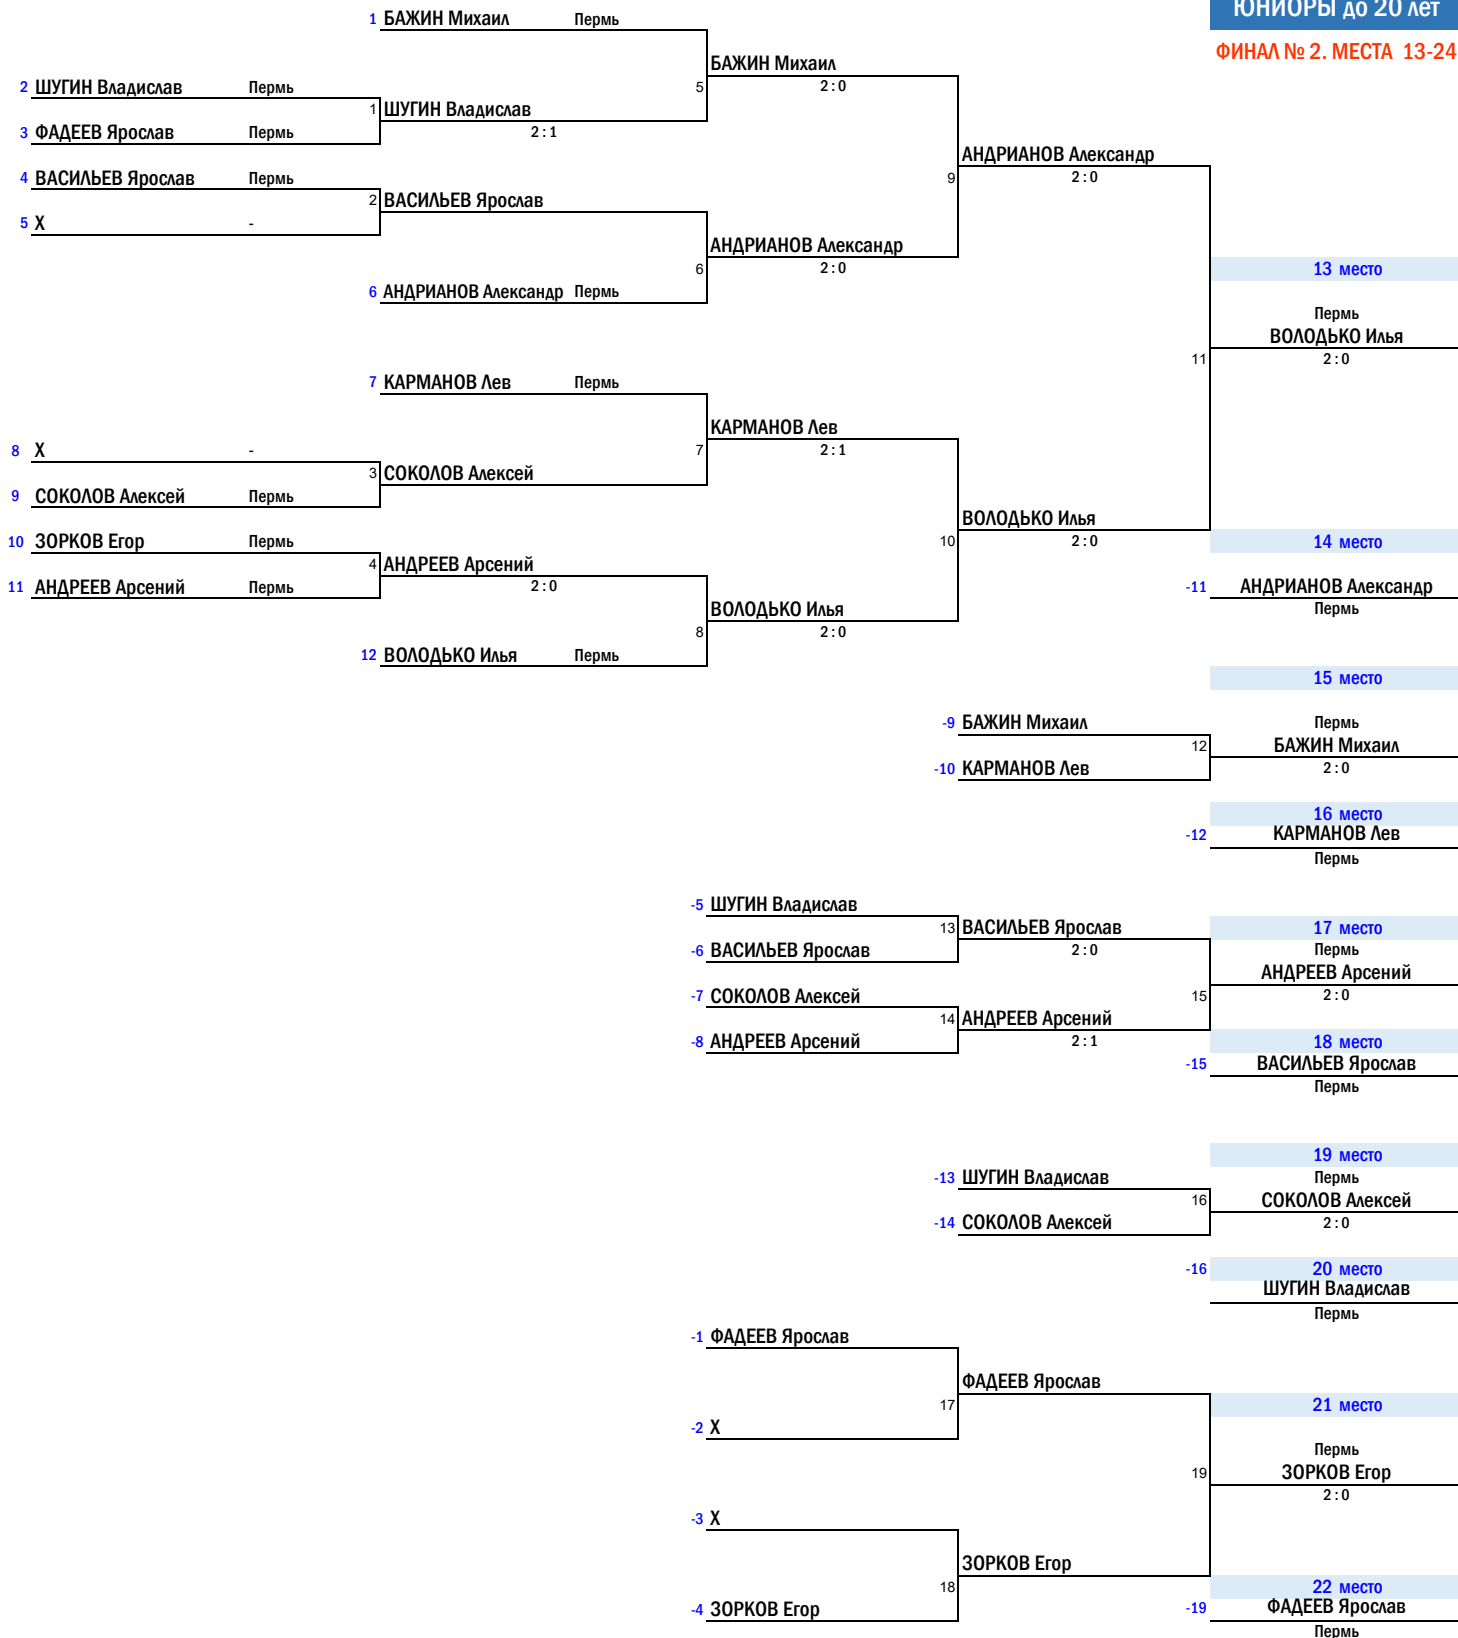 ЮНИОРЫ до 20 лет
1 БАЖИН Михаил Пермь
ФИНАЛ № 2. МЕСТА 13-24
БАЖИН Михаил
2 ШУГИН Владислав Пермь 5 2:0
1 ШУГИН Владислав
3 ФАДЕЕВ Ярослав Пермь 2:1
АНДРИАНОВ Александр
4 ВАСИЛЬЕВ Ярослав Пермь 9 2:0
2 ВАСИЛЬЕВ Ярослав
5 X -
АНДРИАНОВ Александр
6 2:0 13 место
6 АНДРИАНОВ Александр Пермь
Пермь
ВОЛОДЬКО Илья
11 2:0
7 КАРМАНОВ Лев Пермь
КАРМАНОВ Лев
8 X - 7 2:1
3 СОКОЛОВ Алексей
9 СОКОЛОВ Алексей Пермь
ВОЛОДЬКО Илья
10 ЗОРКОВ Егор Пермь 10 2:0 14 место
4 АНДРЕЕВ Арсений
11 АНДРЕЕВ Арсений Пермь 2:0 -11 АНДРИАНОВ Александр
ВОЛОДЬКО Илья Пермь
8 2:0
12 ВОЛОДЬКО Илья Пермь
15 место
-9 БАЖИН Михаил Пермь
12 БАЖИН Михаил
-10 КАРМАНОВ Лев 2:0
16 место
-12 КАРМАНОВ Лев
Пермь
-5 ШУГИН Владислав
13 ВАСИЛЬЕВ Ярослав 17 место
-6 ВАСИЛЬЕВ Ярослав 2:0 Пермь
АНДРЕЕВ Арсений
-7 СОКОЛОВ Алексей 15 2:0
14 АНДРЕЕВ Арсений
-8 АНДРЕЕВ Арсений 2:1 18 место
-15 ВАСИЛЬЕВ Ярослав
Пермь
19 место
-13 ШУГИН Владислав Пермь
16 СОКОЛОВ Алексей
-14 СОКОЛОВ Алексей 2:0
-16 20 место
ШУГИН Владислав
Пермь
-1 ФАДЕЕВ Ярослав
ФАДЕЕВ Ярослав
17 21 место
-2 X
Пермь
19 ЗОРКОВ Егор
2:0
-3 X
ЗОРКОВ Егор
18 22 место
-4 ЗОРКОВ Егор -19 ФАДЕЕВ Ярослав
Пермь